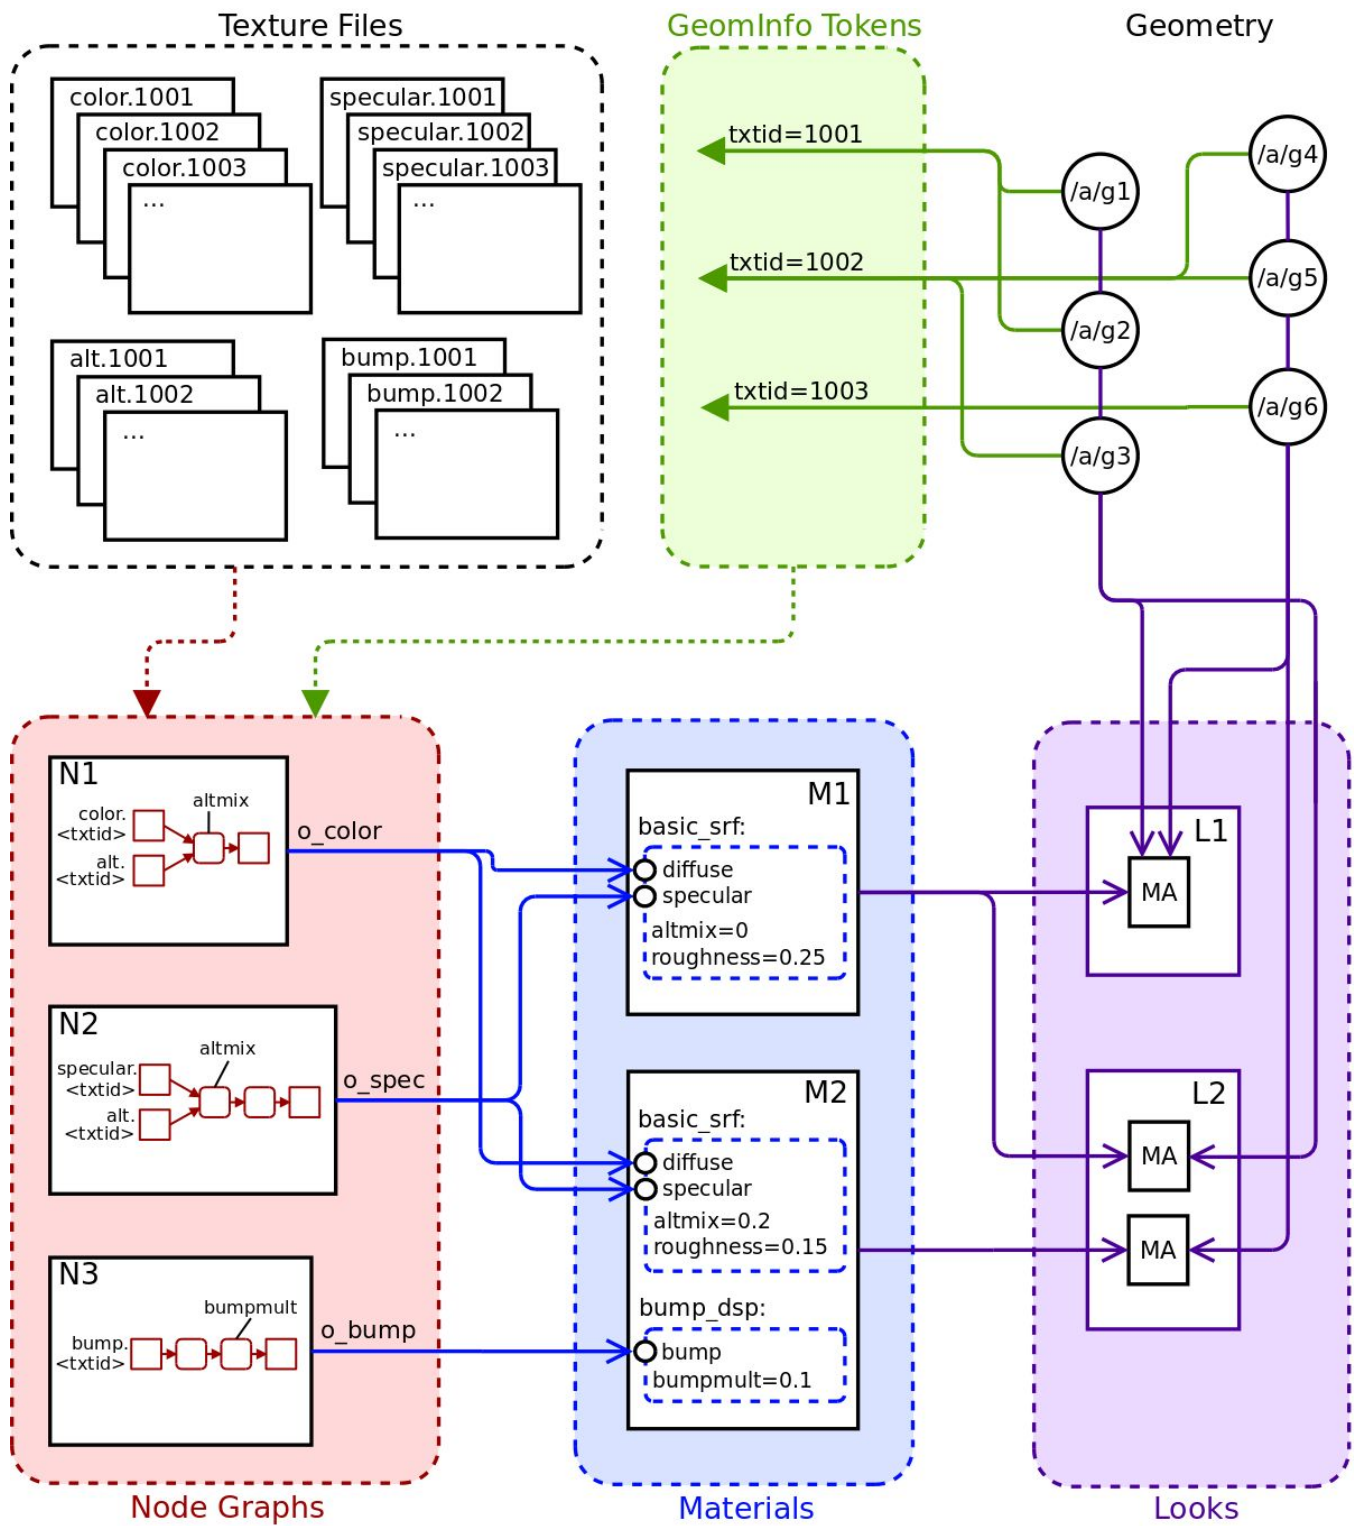 Texture Files
GeomInfo Tokens
Geometry
color.1001
color.1002
color.1003
...
specular.1001
specular.1002
specular.1003
...
alt.1001
alt.1002
...
bump.1001
bump.1002
...
txtid=1001
txtid=1002
txtid=1003
/a/g1
/a/g2
/a/g3
/a/g4
/a/g5
/a/g6
N1
altmix
color.
<txtid>
alt.
<txtid>
o_color
N2
altmix
specular.
<txtid>
alt.
<txtid>
o_spec
N3
bumpmult
bump.
<txtid>
o_bump
Node Graphs
M1
basic_srf:
diffuse
specular
altmix=0
roughness=0.25
M2
basic_srf:
diffuse
specular
altmix=0.2
roughness=0.15
bump_dsp:
bump
bumpmult=0.1
Materials
L1
MA
L2
MA
MA
Looks